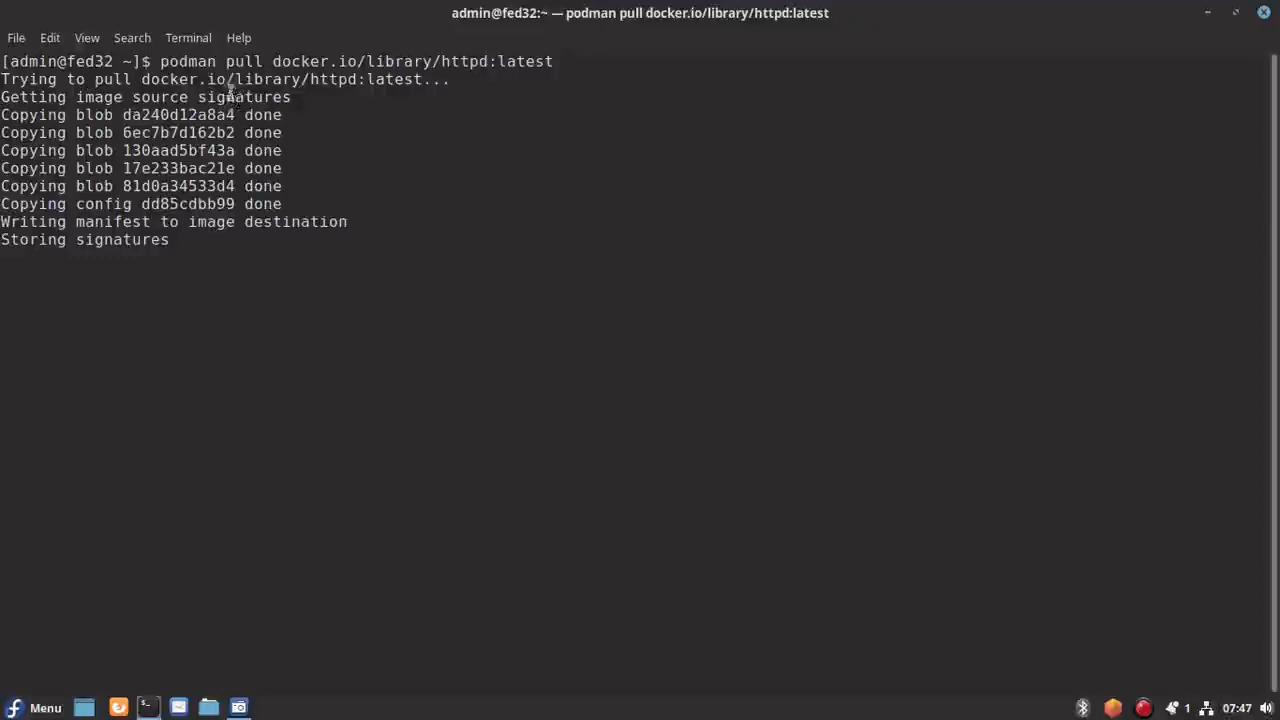 admin@fed32:~ — podman pull docker.io/library/httpd:latest
File Edit View Search Terminal Help
[admin@fed32 ~]$ podman pull docker.io/library/httpd:latest
Trying to pull docker.io/library/httpd:latest...
Getting image source signatures
Copying blob da240d12a8a4 done
Copying blob 6ec7b7d162b2 done
Copying blob 130aad5bf43a done
Copying blob 17e233bac21e done
Copying blob 81d0a34533d4 done
Copying config dd85cdbb99 done
Writing manifest to image destination
Storing signatures
Menu 1 07:47